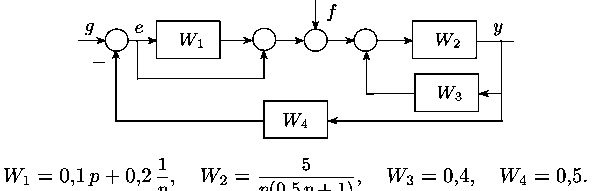 f
g e W₁ W₂ y
−
W₃
W₄
W₁ = 0,1 p + 0,2 1/p, W₂ = 5/(p(0,5 p + 1)), W₃ = 0,4, W₄ = 0,5.